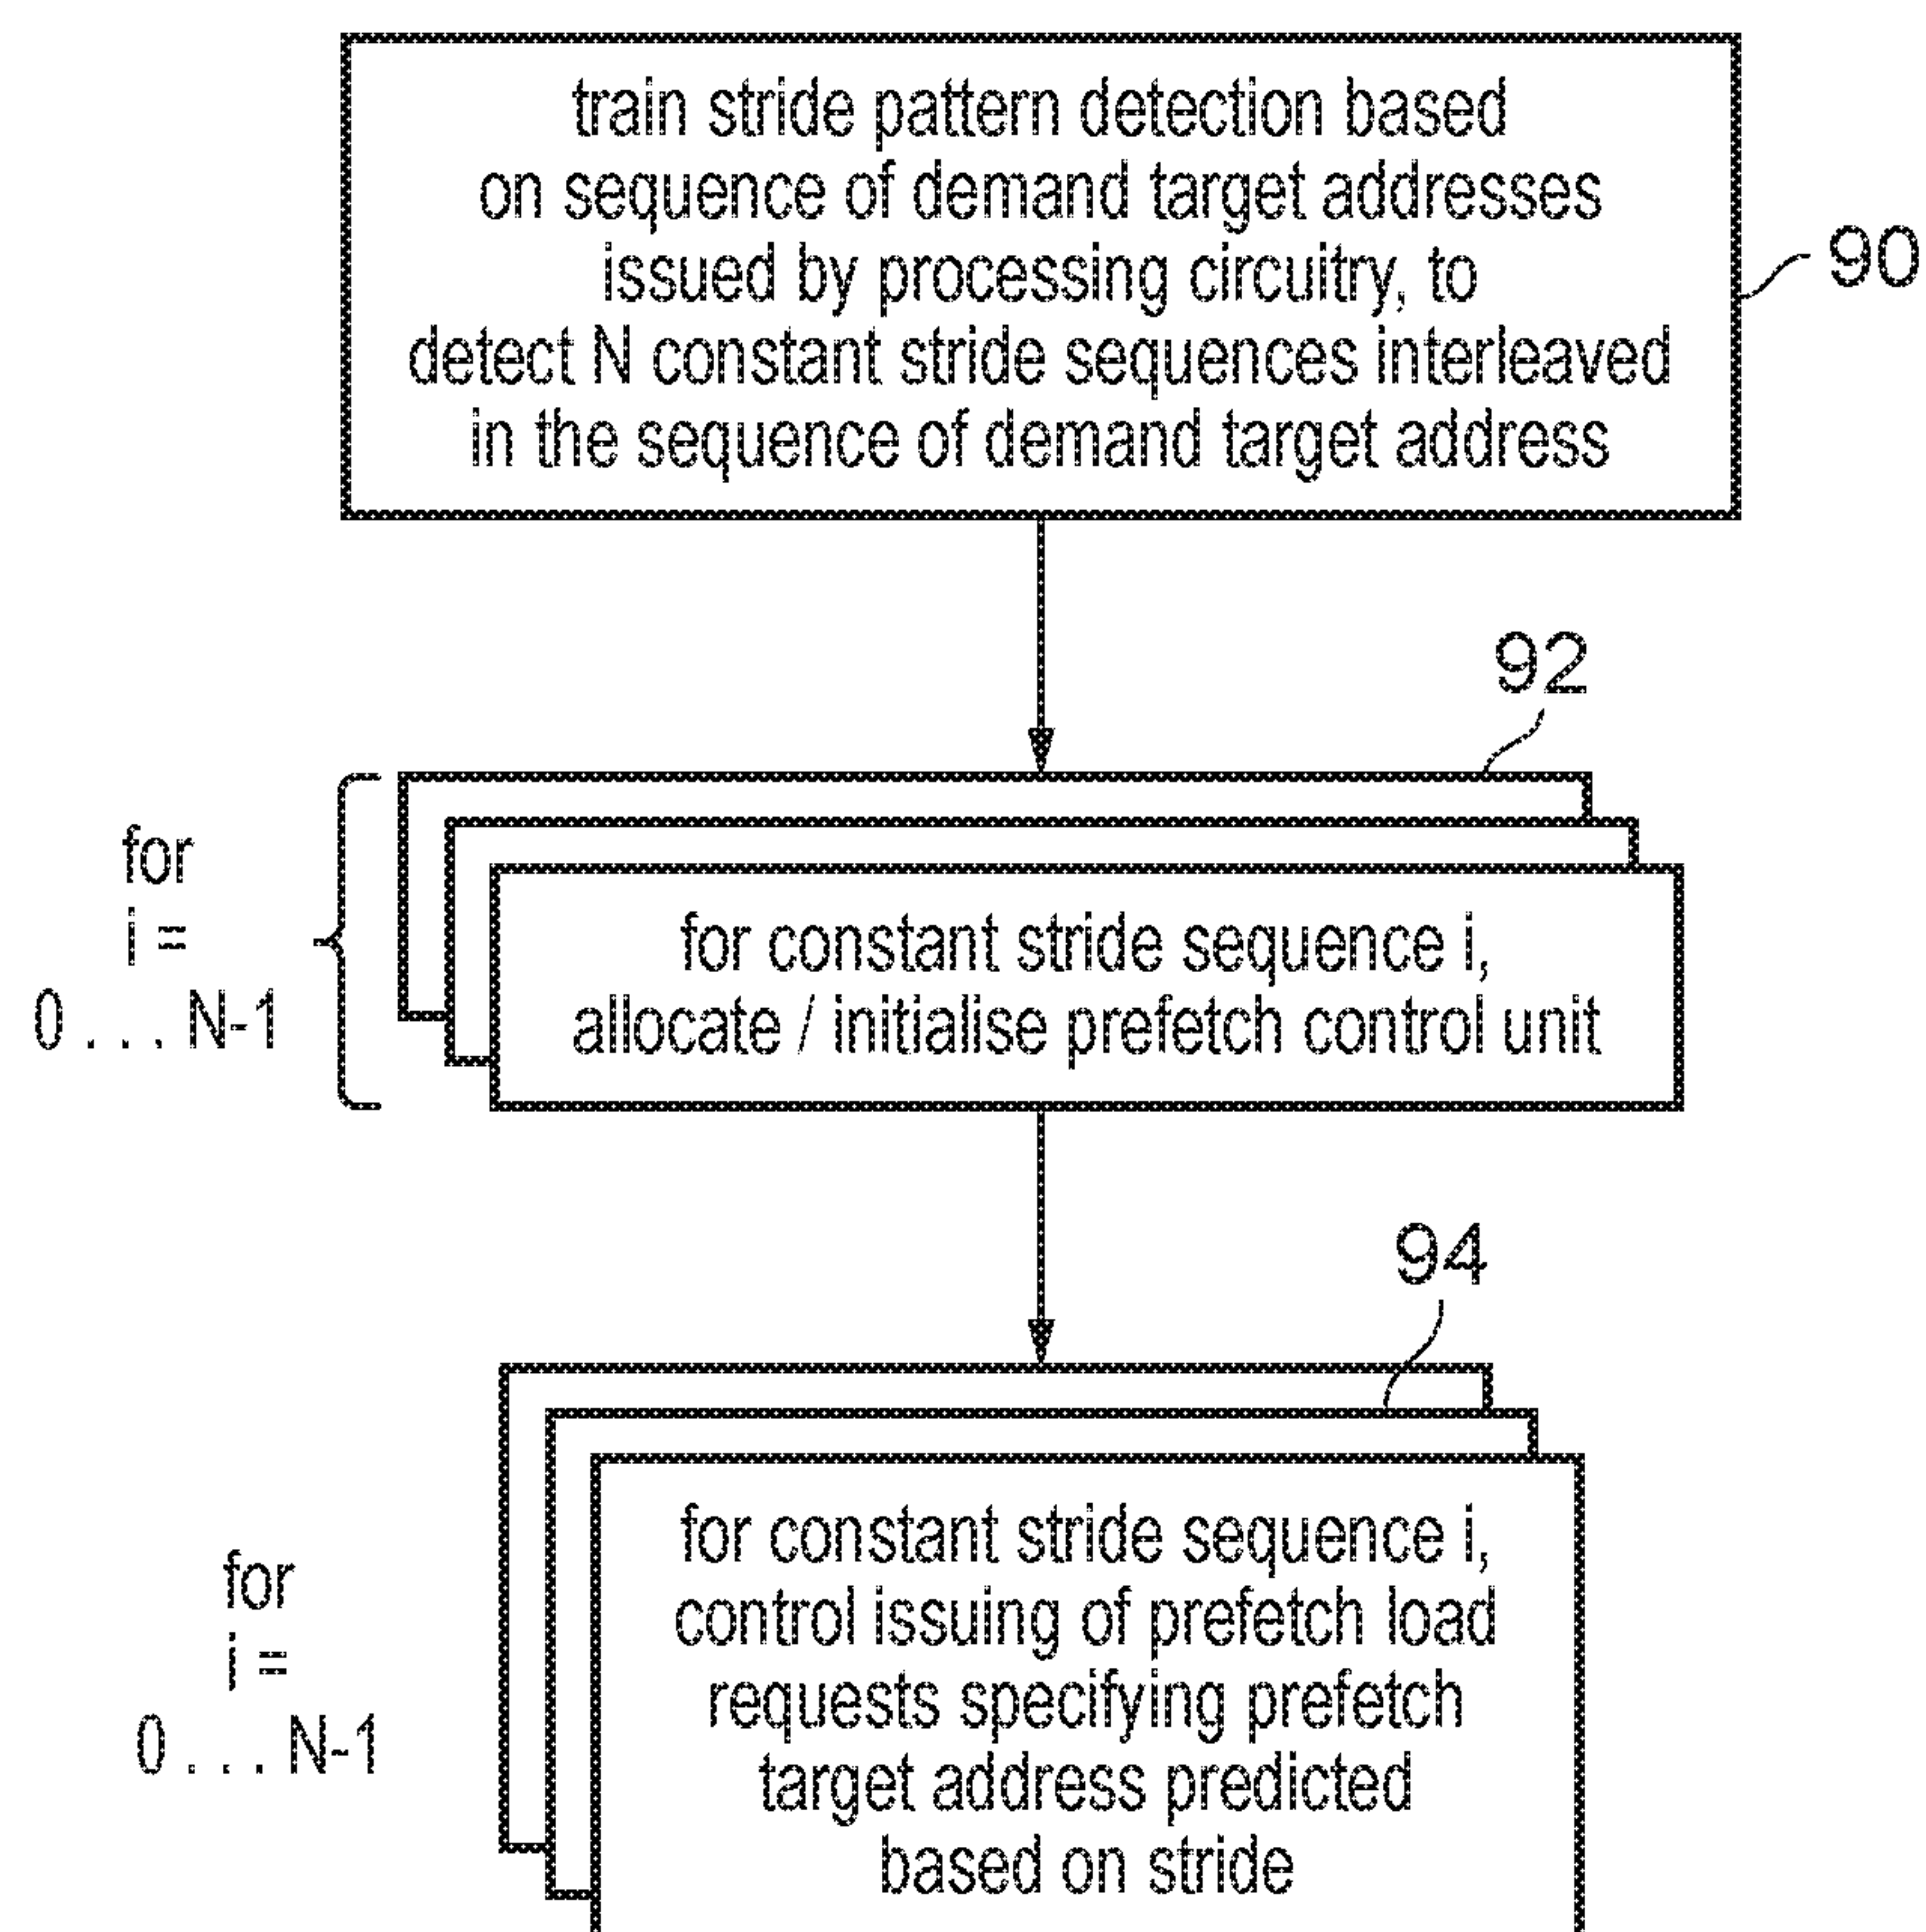 train stride pattern detection based
on sequence of demand target addresses
issued by processing circuitry, to
detect N constant stride sequences interleaved
in the sequence of demand target address
90
92
for
i =
0 . . . N-1
for constant stride sequence i,
allocate / initialise prefetch control unit
94
for
i =
0 . . . N-1
for constant stride sequence i,
control issuing of prefetch load
requests specifying prefetch
target address predicted
based on stride